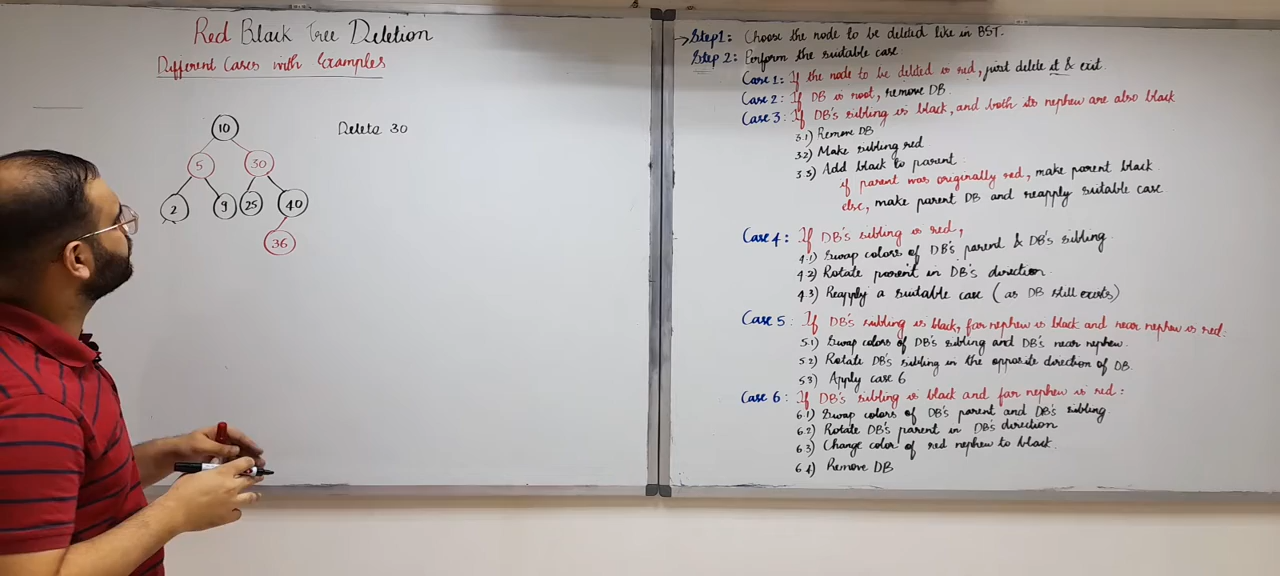 Red Black Tree Deletion
Different Cases with Examples
10
Delete 30
5
30
2
9
25
40
36
→Step1: Choose the node to be deleted like in BST.
Step 2: Perform the suitable case.
Case 1: If the node to be deleted is red, just delete it & exit.
Case 2: If DB is root, remove DB.
Case 3: If DB's sibling is black, and both its nephew are also black
3.1) Remove DB
3.2) Make sibling red
3.3) Add black to parent.
if parent was originally red, make parent black
else, make parent DB and reapply suitable case
Case 4: If DB's sibling is red,
4.1) Swap colors of DB's parent & DB's sibling.
4.2) Rotate parent in DB's direction.
4.3) Reapply a suitable case (as DB still exists)
Case 5: If DB's sibling is black, far nephew is black and near nephew is red:
5.1) Swap colors of DB's sibling and DB's near nephew.
5.2) Rotate DB's sibling in the opposite direction of DB.
5.3) Apply case 6
Case 6: If DB's sibling is black and far nephew is red:
6.1) Swap colors of DB's parent and DB's sibling
6.2) Rotate DB's parent in DB's direction
6.3) Change color of red nephew to black.
6.4) Remove DB